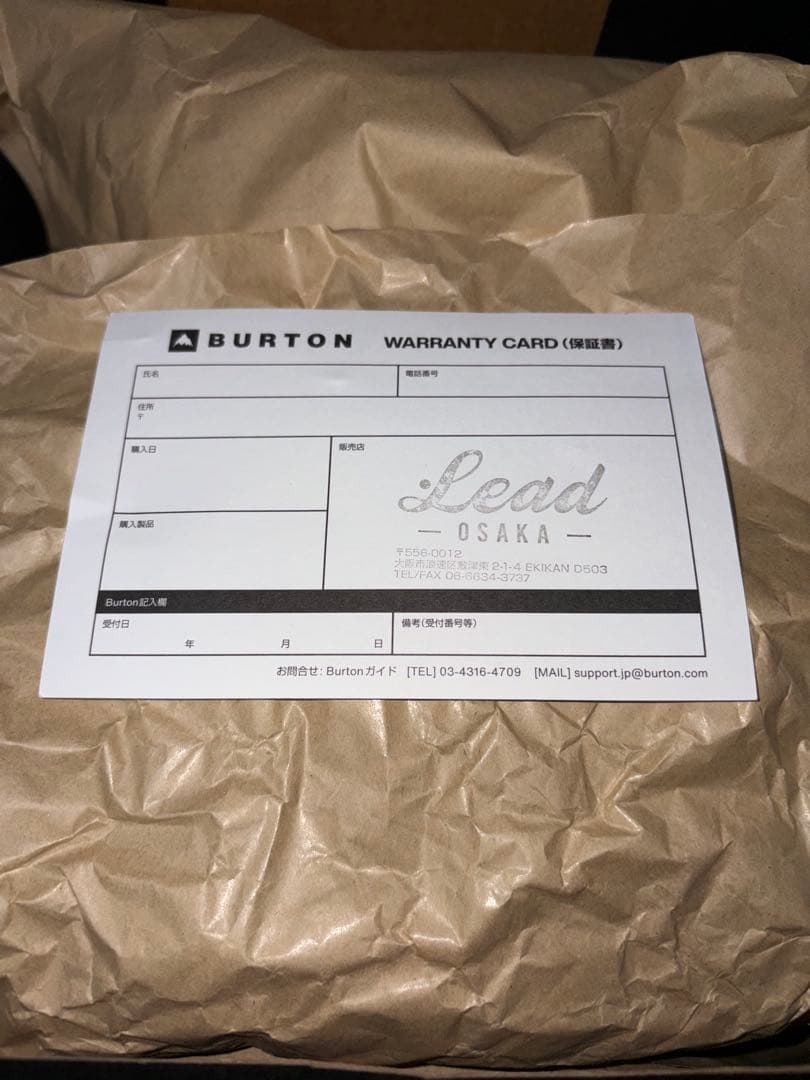 BURTON WARRANTY CARD (保証書)
氏名
電話番号
住所
〒
購入日
販売店
Lead
OSAKA
〒556-0012
大阪市浪速区敷津東 2-1-4 EKIKAN D503
TEL/FAX 06-6634-3737
購入製品
Burton記入欄
受付日
年 月 日
備考(受付番号等)
お問合せ: Burtonガイド [TEL] 03-4316-4709 [MAIL] support.jp@burton.com